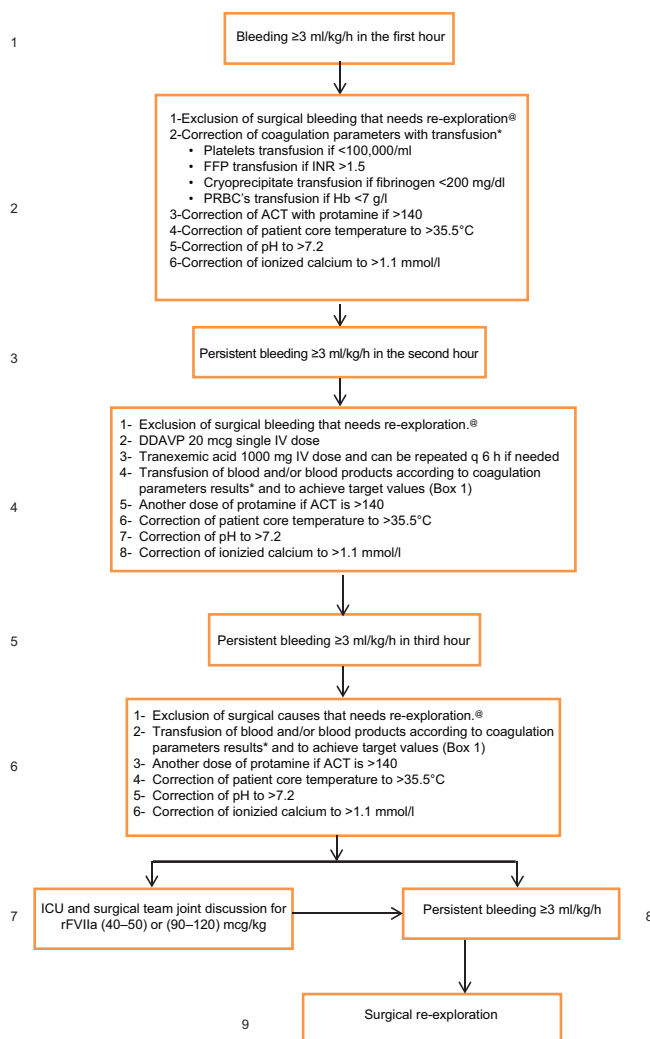 1
Bleeding ≥3 ml/kg/h in the first hour
1-Exclusion of surgical bleeding that needs re-exploration@
2-Correction of coagulation parameters with transfusion*
• Platelets transfusion if <100,000/ml
• FFP transfusion if INR >1.5
• Cryoprecipitate transfusion if fibrinogen <200 mg/dl
• PRBC's transfusion if Hb <7 g/l
2
3-Correction of ACT with protamine if >140
4-Correction of patient core temperature to >35.5°C
5-Correction of pH to >7.2
6-Correction of ionized calcium to >1.1 mmol/l
3
Persistent bleeding ≥3 ml/kg/h in the second hour
1- Exclusion of surgical bleeding that needs re-exploration.@
2- DDAVP 20 mcg single IV dose
3- Tranexemic acid 1000 mg IV dose and can be repeated q 6 h if needed
4- Transfusion of blood and/or blood products according to coagulation
parameters results* and to achieve target values (Box 1)
4
5- Another dose of protamine if ACT is >140
6- Correction of patient core temperature to >35.5°C
7- Correction of pH to >7.2
8- Correction of ionizied calcium to >1.1 mmol/l
5
Persistent bleeding ≥3 ml/kg/h in third hour
1- Exclusion of surgical causes that needs re-exploration.@
2- Transfusion of blood and/or blood products according to coagulation
parameters results* and to achieve target values (Box 1)
6
3- Another dose of protamine if ACT is >140
4- Correction of patient core temperature to >35.5°C
5- Correction of pH to >7.2
6- Correction of ionizied calcium to >1.1 mmol/l
7
ICU and surgical team joint discussion for
rFVIIa (40–50) or (90–120) mcg/kg
Persistent bleeding ≥3 ml/kg/h
8
9
Surgical re-exploration